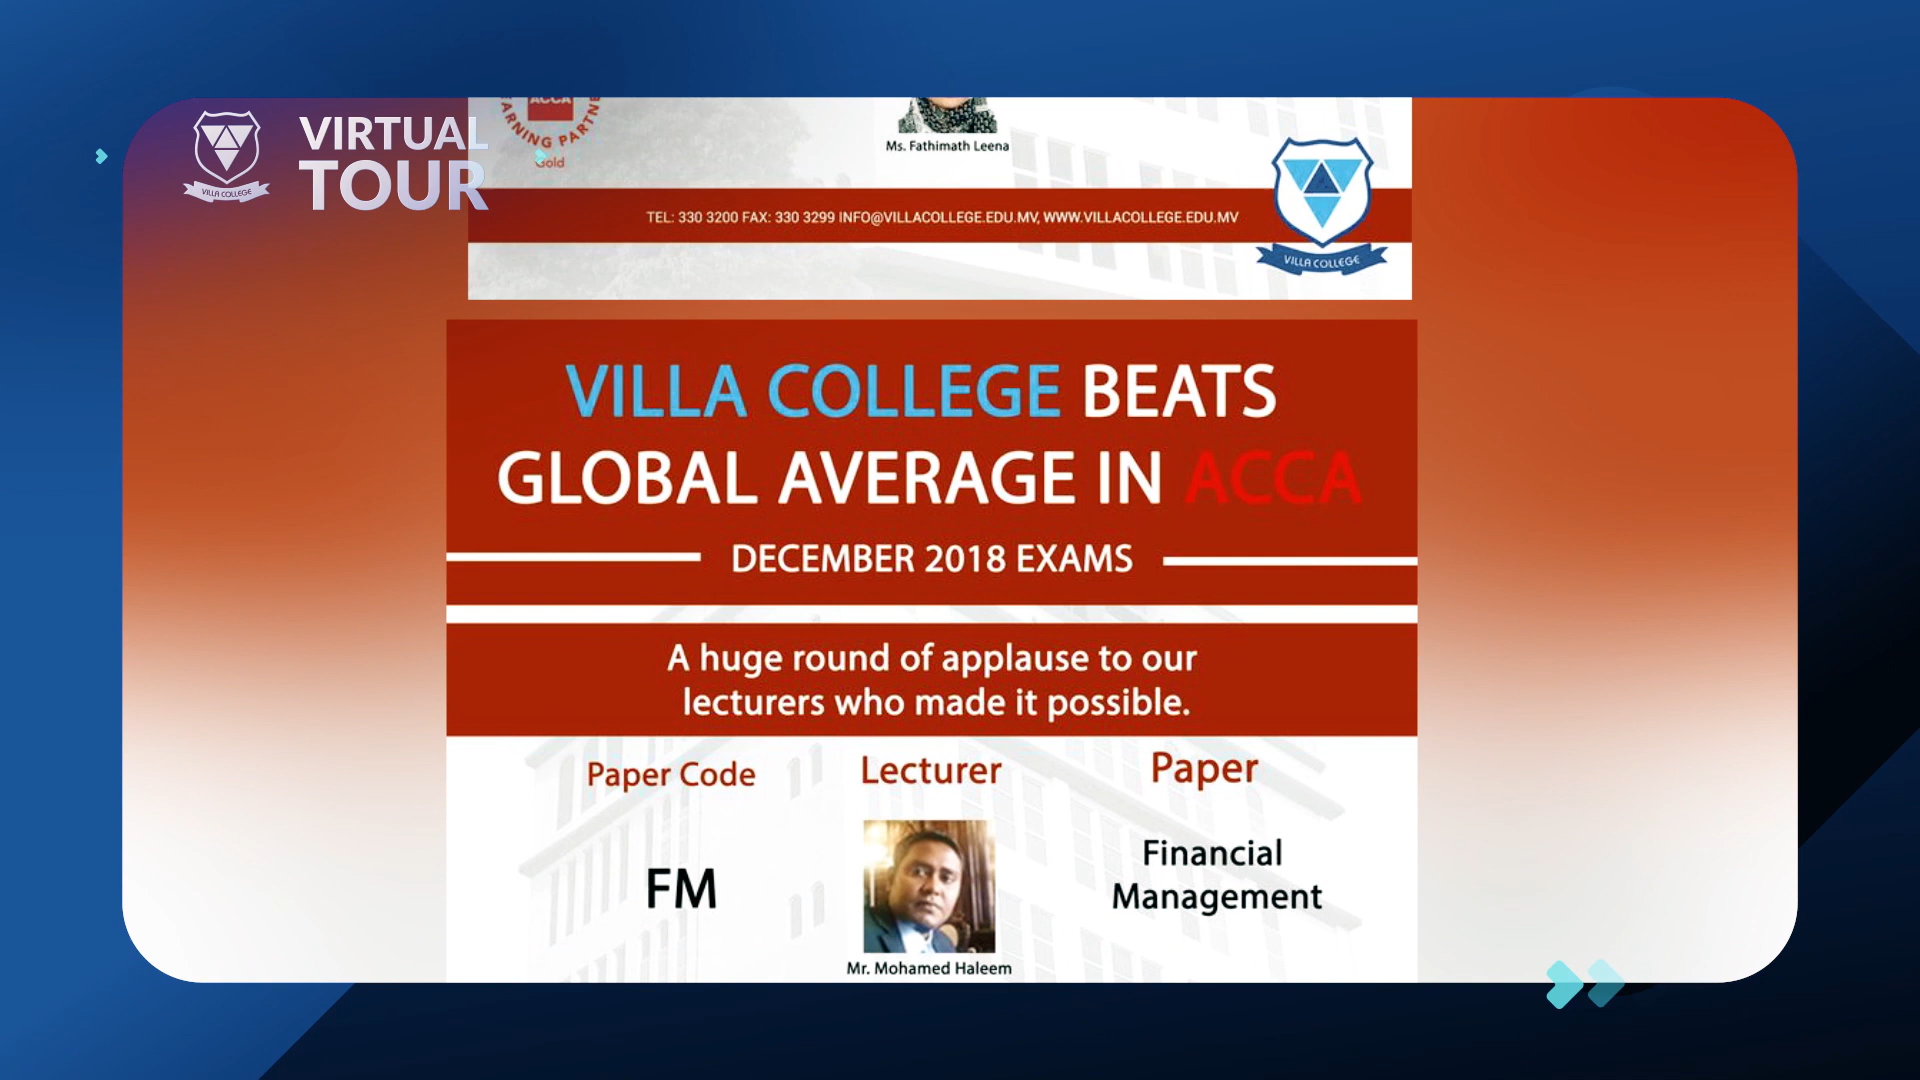 VIRTUAL
TOUR
VILLA COLLEGE
ACCA
Gold
Ms. Fathimath Leena
TEL: 330 3200 FAX: 330 3299 INFO@VILLACOLLEGE.EDU.MV, WWW.VILLACOLLEGE.EDU.MV
VILLA COLLEGE
VILLA COLLEGE BEATS
GLOBAL AVERAGE IN ACCA
DECEMBER 2018 EXAMS
A huge round of applause to our
lecturers who made it possible.
Paper Code
Lecturer
Paper
FM
Mr. Mohamed Haleem
Financial
Management